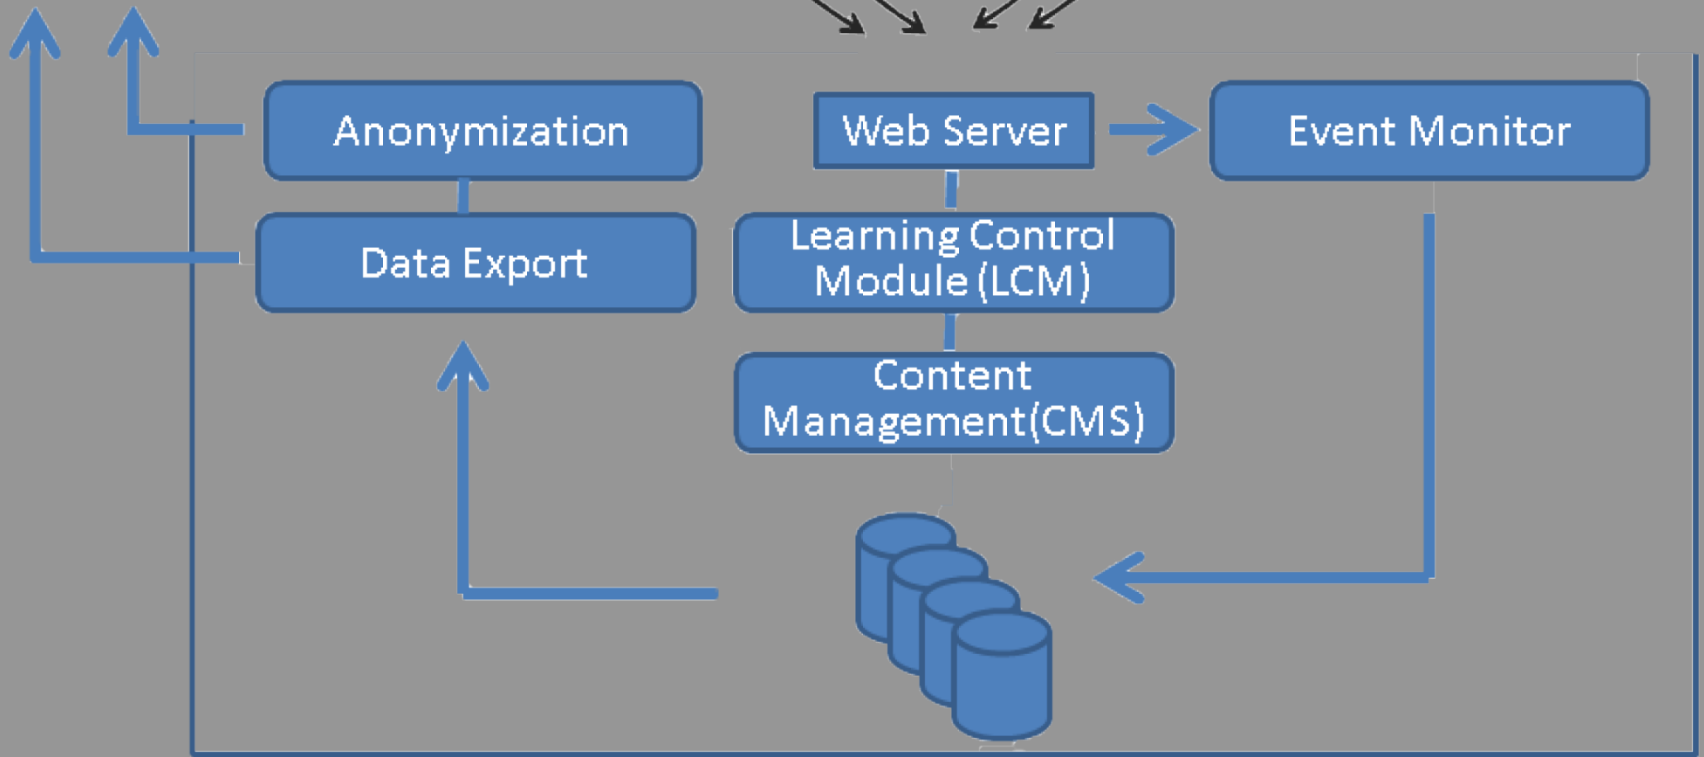 Anonymization
Web Server
Event Monitor
Data Export
Learning Control
Module (LCM)
Content
Management(CMS)